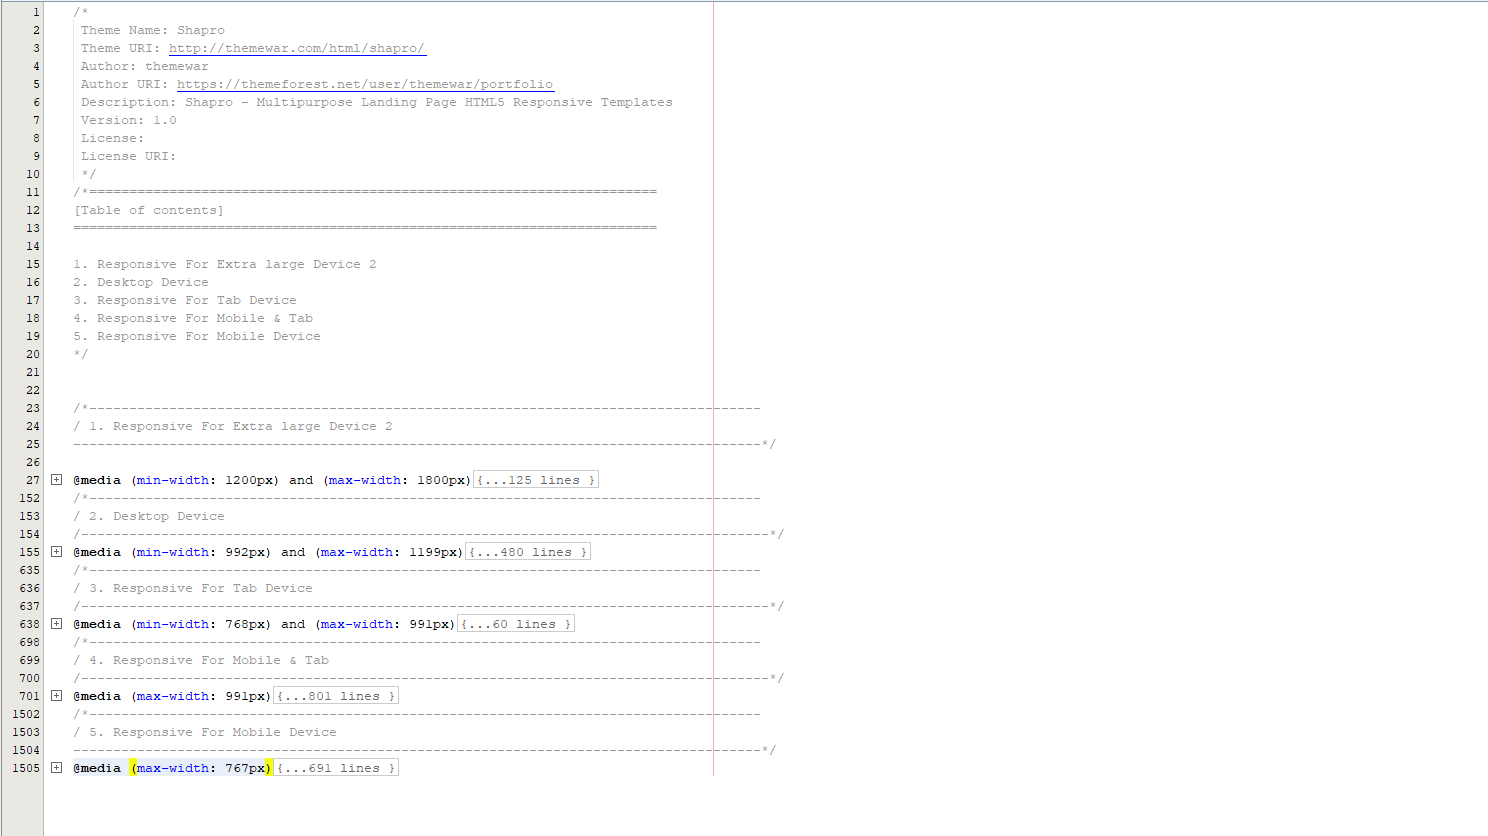 1 /*
2 Theme Name: Shapro
3 Theme URI: http://themewar.com/html/shapro/
4 Author: themewar
5 Author URI: https://themeforest.net/user/themewar/portfolio
6 Description: Shapro - Multipurpose Landing Page HTML5 Responsive Templates
7 Version: 1.0
8 License:
9 License URI:
10 */
11 /*=======================================================================
12 [Table of contents]
13 =========================================================================
14
15 1. Responsive For Extra large Device 2
16 2. Desktop Device
17 3. Responsive For Tab Device
18 4. Responsive For Mobile & Tab
19 5. Responsive For Mobile Device
20 */
21
22
23 /*------------------------------------------------------------------------------------
24 / 1. Responsive For Extra large Device 2
25 --------------------------------------------------------------------------------------*/
26
27 @media (min-width: 1200px) and (max-width: 1800px){...125 lines }
152 /*------------------------------------------------------------------------------------
153 / 2. Desktop Device
154 /--------------------------------------------------------------------------------------*/
155 @media (min-width: 992px) and (max-width: 1199px){...480 lines }
635 /*------------------------------------------------------------------------------------
636 / 3. Responsive For Tab Device
637 /--------------------------------------------------------------------------------------*/
638 @media (min-width: 768px) and (max-width: 991px){...60 lines }
698 /*------------------------------------------------------------------------------------
699 / 4. Responsive For Mobile & Tab
700 /--------------------------------------------------------------------------------------*/
701 @media (max-width: 991px){...801 lines }
1502 /*------------------------------------------------------------------------------------
1503 / 5. Responsive For Mobile Device
1504 --------------------------------------------------------------------------------------*/
1505 @media (max-width: 767px){...691 lines }